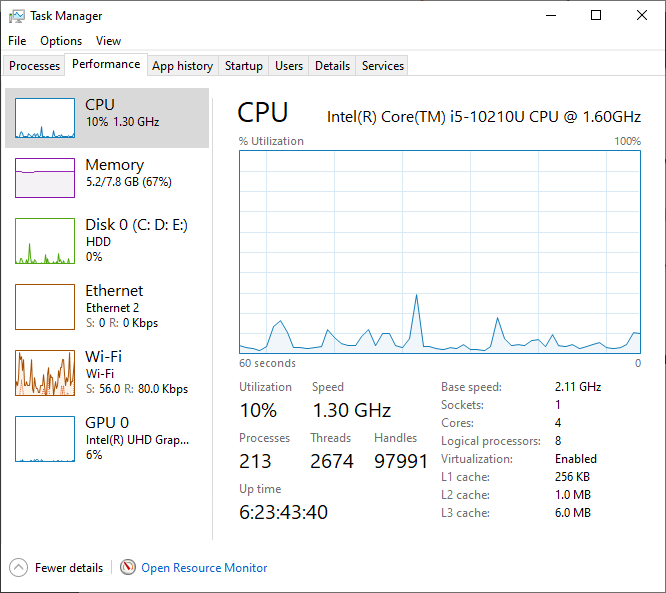 Task Manager
File Options View
Processes Performance App history Startup Users Details Services
CPU
10% 1.30 GHz
Memory
5.2/7.8 GB (67%)
Disk 0 (C: D: E:)
HDD
0%
Ethernet
Ethernet 2
S: 0 R: 0 Kbps
Wi-Fi
Wi-Fi
S: 56.0 R: 80.0 Kbps
GPU 0
Intel(R) UHD Grap...
6%
CPU Intel(R) Core(TM) i5-10210U CPU @ 1.60GHz
% Utilization 100%
60 seconds 0
Utilization Speed
10% 1.30 GHz
Processes Threads Handles
213 2674 97991
Up time
6:23:43:40
Base speed: 2.11 GHz
Sockets: 1
Cores: 4
Logical processors: 8
Virtualization: Enabled
L1 cache: 256 KB
L2 cache: 1.0 MB
L3 cache: 6.0 MB
Fewer details Open Resource Monitor